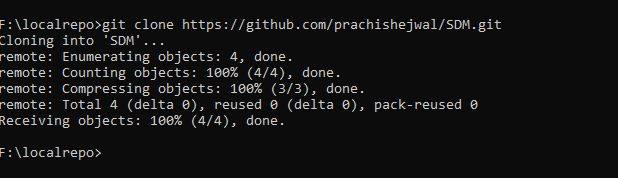 F:\localrepo>git clone https://github.com/prachishejwal/SDM.git
Cloning into 'SDM'...
remote: Enumerating objects: 4, done.
remote: Counting objects: 100% (4/4), done.
remote: Compressing objects: 100% (3/3), done.
remote: Total 4 (delta 0), reused 0 (delta 0), pack-reused 0
Receiving objects: 100% (4/4), done.
F:\localrepo>